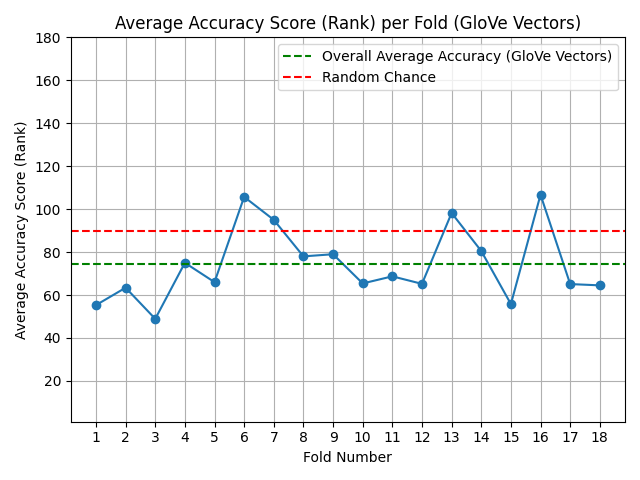 Average Accuracy Score (Rank) per Fold (GloVe Vectors)
Overall Average Accuracy (GloVe Vectors)
Random Chance
Average Accuracy Score (Rank)
180
160
140
120
100
80
60
40
20
1 2 3 4 5 6 7 8 9 10 11 12 13 14 15 16 17 18
Fold Number